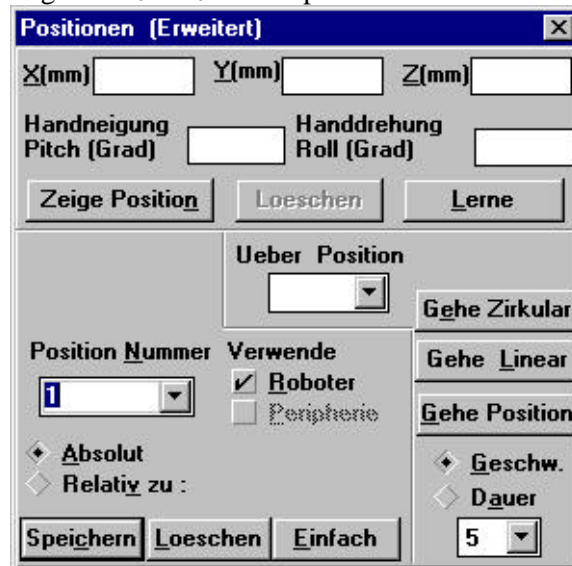 Positionen (Erweitert)
X(mm) Y(mm) Z(mm)
Handneigung Handdrehung
Pitch (Grad) Roll (Grad)
Zeige Position Loeschen Lerne
Ueber Position
Gehe Zirkular
Position Nummer Verwende Gehe Linear
1 Roboter
Peripherie Gehe Position
Absolut Geschw.
Relativ zu : Dauer
Speichern Loeschen Einfach 5